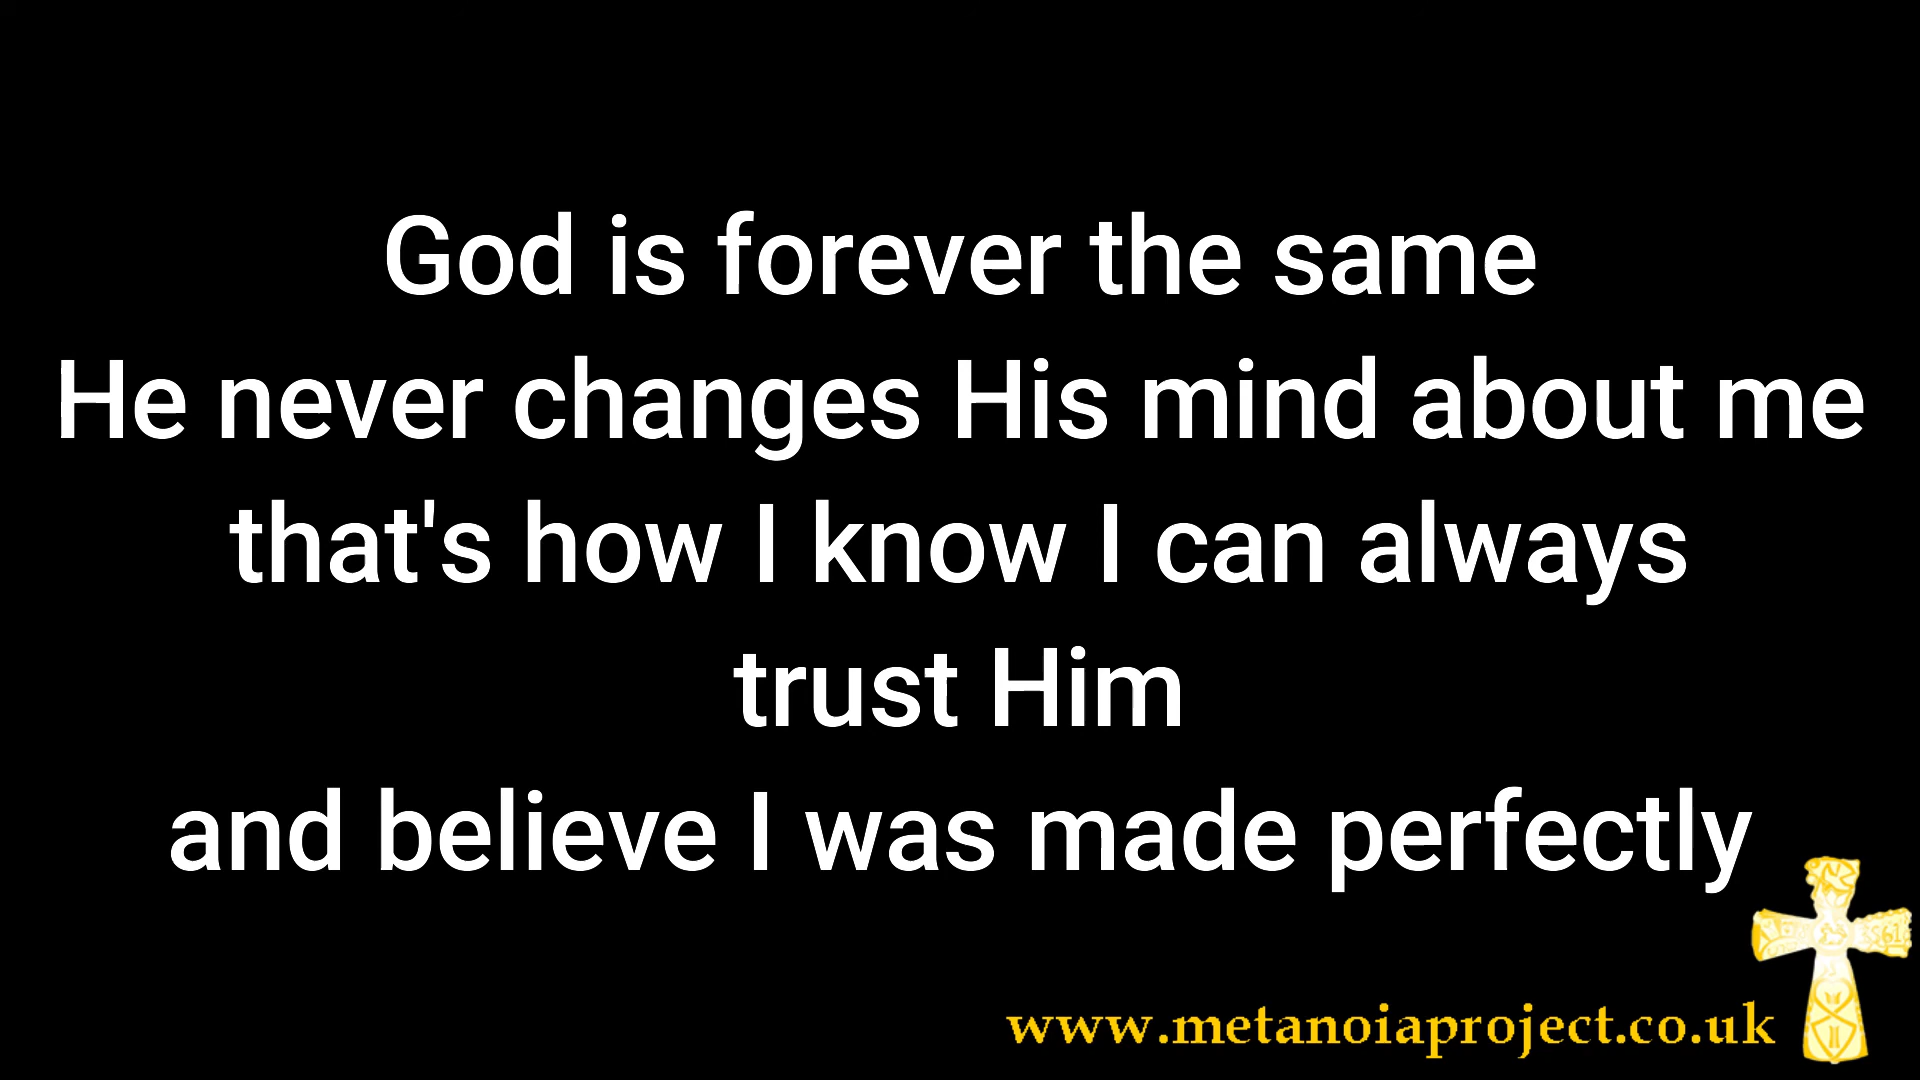 God is forever the same
He never changes His mind about me
that's how I know I can always
trust Him
and believe I was made perfectly
www.metanoiaproject.co.uk